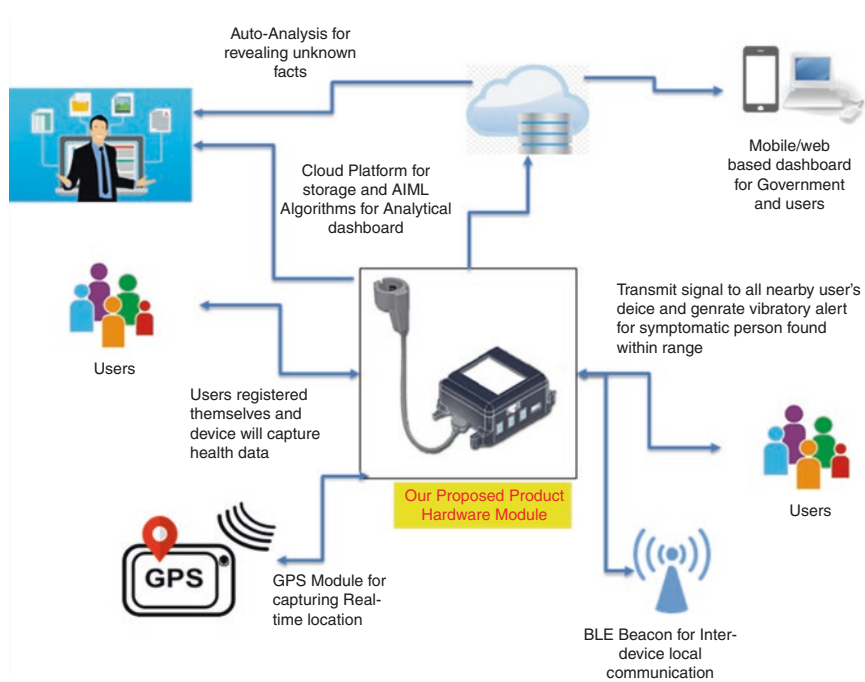 Auto-Analysis for
revealing unknown
facts
Mobile/web
based dashboard
for Government
and users
Cloud Platform for
storage and AIML
Algorithms for Analytical
dashboard
Users
Users registered
themselves and
device will capture
health data
Transmit signal to all nearby user's
deice and genrate vibratory alert
for symptomatic person found
within range
Our Proposed Product
Hardware Module
Users
GPS
GPS Module for
capturing Real-
time location
BLE Beacon for Inter-
device local
communication